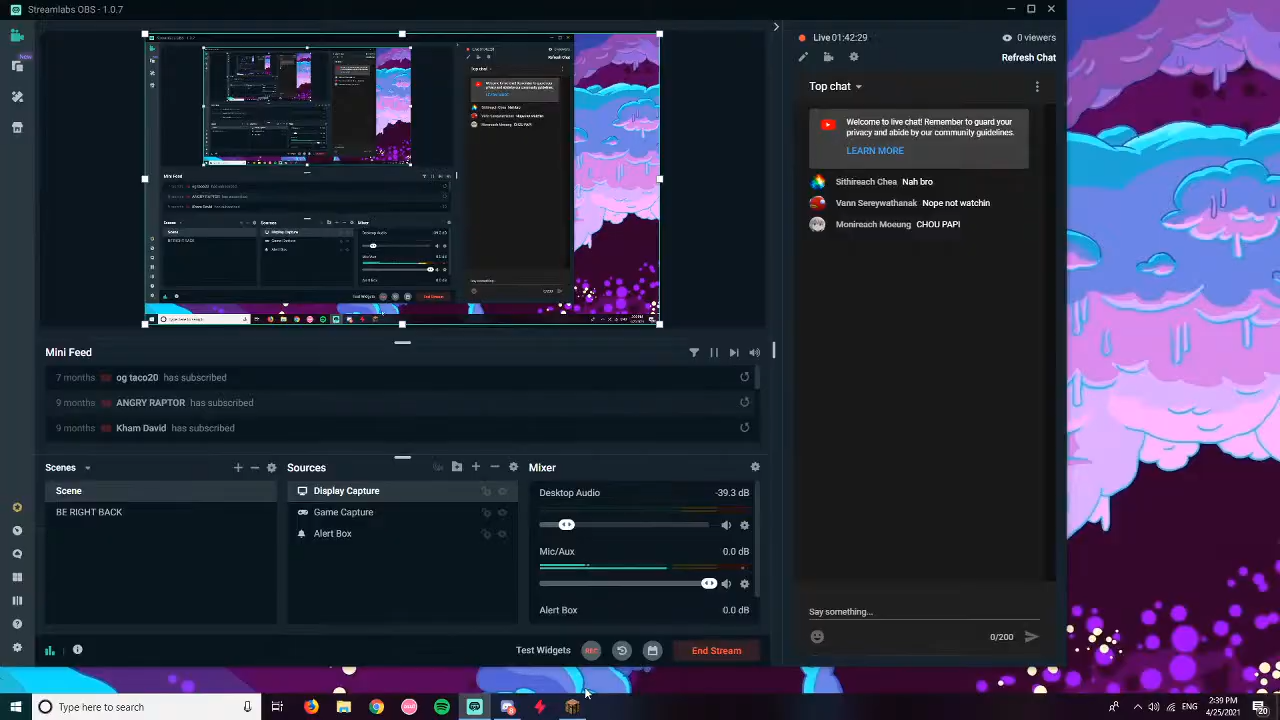 Streamlabs OBS - 1.0.7
New
Live 01:42:25
0 viewers
Refresh Chat
Top chat
Welcome to live chat! Remember to guard your
privacy and abide by our community guidelines.
LEARN MORE
Sithireach Chea Nah bro
Vann Sereywathanak Nope not watchin
Monireach Moeung CHOU PAPI
Say something...
0/200
Mini Feed
7 months og taco20 has subscribed
9 months ANGRY RAPTOR has subscribed
9 months Kham David has subscribed
Scenes
Scene
BE RIGHT BACK
Sources
Display Capture
Game Capture
Alert Box
Mixer
Desktop Audio -39.3 dB
Mic/Aux 0.0 dB
Alert Box 0.0 dB
Test Widgets
REC
End Stream
Type here to search
ENG
2:39 PM
4/25/2021
20